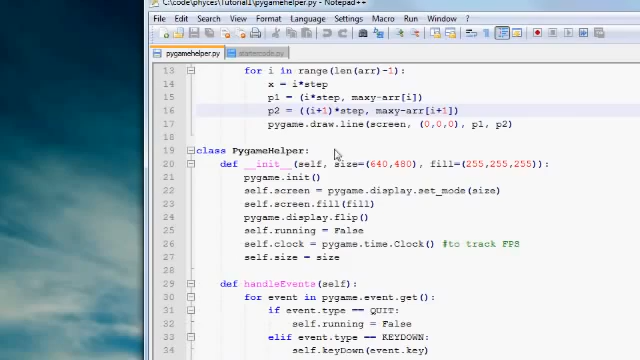 C:\code\phyces\Tutorial1\pygamehelper.py - Notepad++
File Edit Search View Encoding Language Settings Macro Run Window ?
pygamehelper.py startercode.py
13 for i in range(len(arr)-1):
14 x = i*step
15 p1 = (i*step, maxy-arr[i])
16 p2 = ((i+1)*step, maxy-arr[i+1])
17 pygame.draw.line(screen, (0,0,0), p1, p2)
18
19 class PygameHelper:
20 def __init__(self, size=(640,480), fill=(255,255,255)):
21 pygame.init()
22 self.screen = pygame.display.set_mode(size)
23 self.screen.fill(fill)
24 pygame.display.flip()
25 self.running = False
26 self.clock = pygame.time.Clock() #to track FPS
27 self.size = size
28
29 def handleEvents(self):
30 for event in pygame.event.get():
31 if event.type == QUIT:
32 self.running = False
33 elif event.type == KEYDOWN:
34 self.keyDown(event.key)